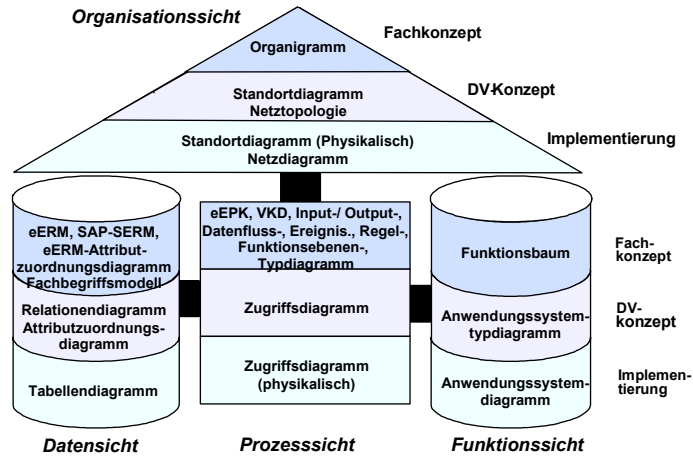 Organisationssicht
Fachkonzept
Organigramm
DV-Konzept
Standortdiagramm
Netztopologie
Implementierung
Standortdiagramm (Physikalisch)
Netzdiagramm
eERM, SAP-SERM,
eERM-Attribut-
zuordnungsdiagramm
Fachbegriffsmodell
Relationendiagramm
Attributzuordnungs-
diagramm
Tabellendiagramm
Datensicht
eEPK, VKD, Input-/ Output-,
Datenfluss-, Ereignis., Regel-,
Funktionsebenen-,
Typdiagramm
Zugriffsdiagramm
Zugriffsdiagramm
(physikalisch)
Prozesssicht
Funktionsbaum
Anwendungssystem-
typdiagramm
Anwendungssystem-
diagramm
Funktionssicht
Fach-
konzept
DV-
konzept
Implemen-
tierung